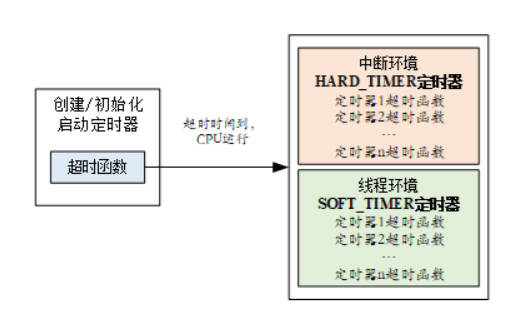 创建/初始化
启动定时器
超时函数
超时时间到，
CPU运行
中断环境
HARD_TIMER定时器
定时器1超时函数
定时器2超时函数
...
定时器n超时函数
线程环境
SOFT_TIMER定时器
定时器1超时函数
定时器2超时函数
...
定时器n超时函数